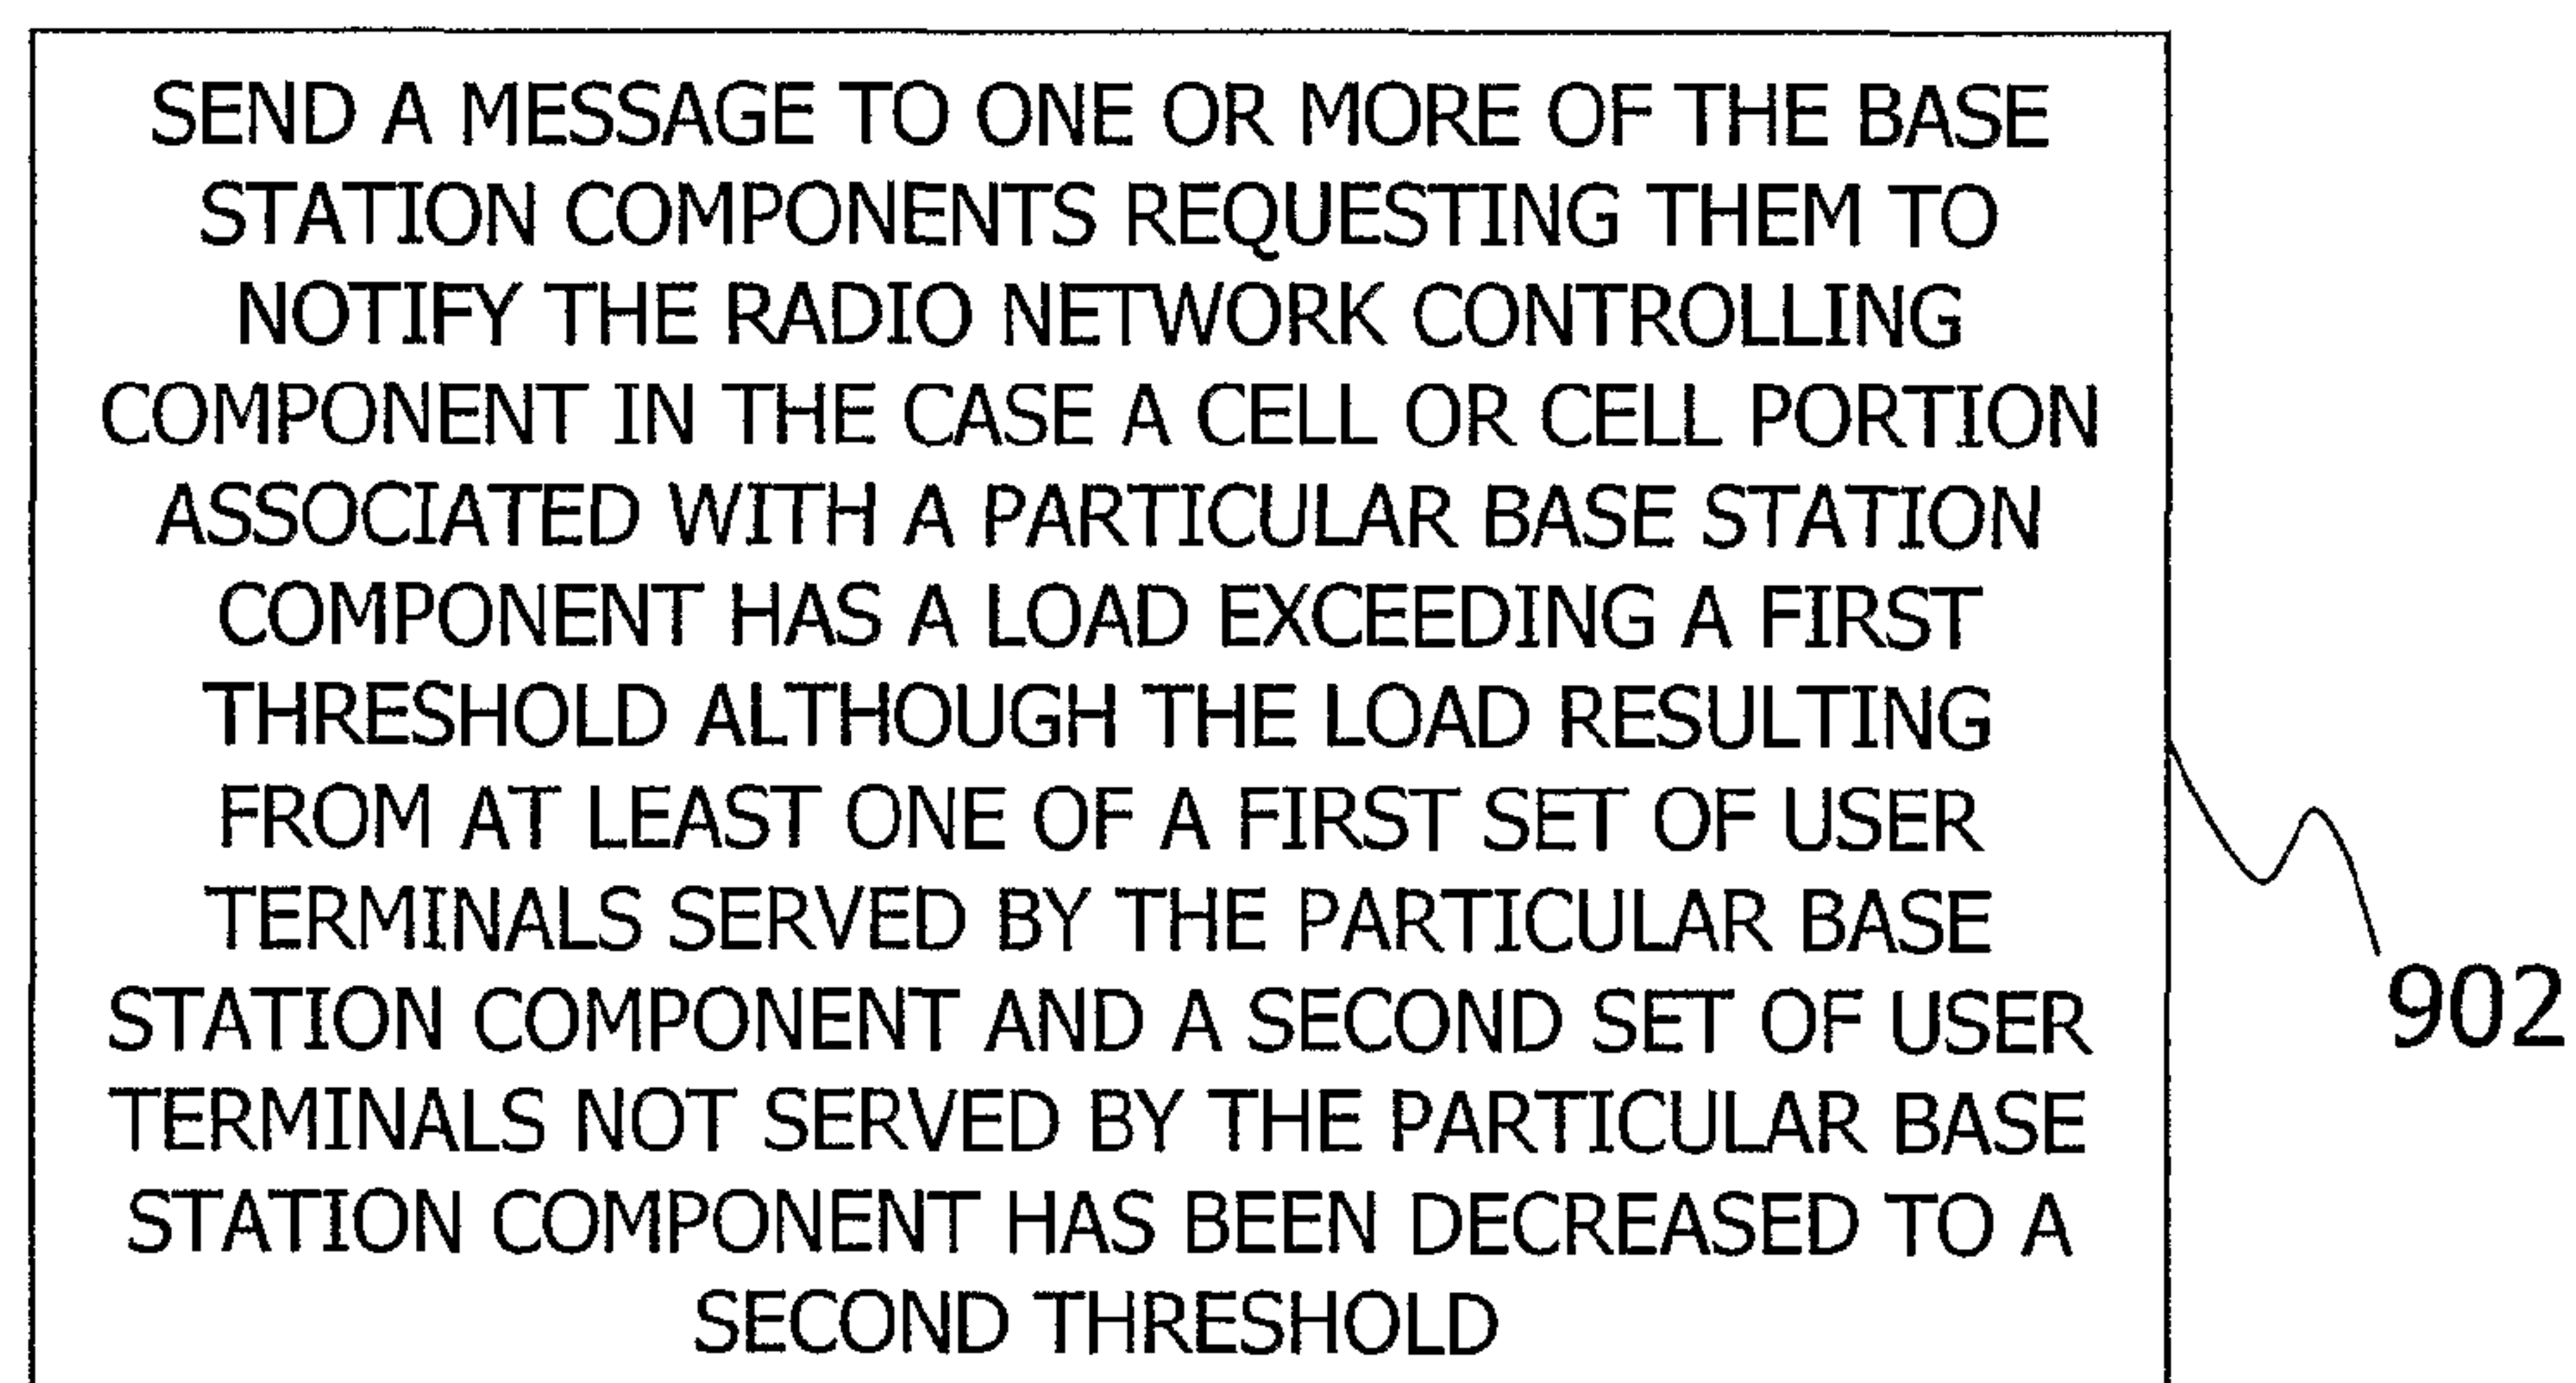 SEND A MESSAGE TO ONE OR MORE OF THE BASE
STATION COMPONENTS REQUESTING THEM TO
NOTIFY THE RADIO NETWORK CONTROLLING
COMPONENT IN THE CASE A CELL OR CELL PORTION
ASSOCIATED WITH A PARTICULAR BASE STATION
COMPONENT HAS A LOAD EXCEEDING A FIRST
THRESHOLD ALTHOUGH THE LOAD RESULTING
FROM AT LEAST ONE OF A FIRST SET OF USER
TERMINALS SERVED BY THE PARTICULAR BASE
STATION COMPONENT AND A SECOND SET OF USER
TERMINALS NOT SERVED BY THE PARTICULAR BASE
STATION COMPONENT HAS BEEN DECREASED TO A
SECOND THRESHOLD
902